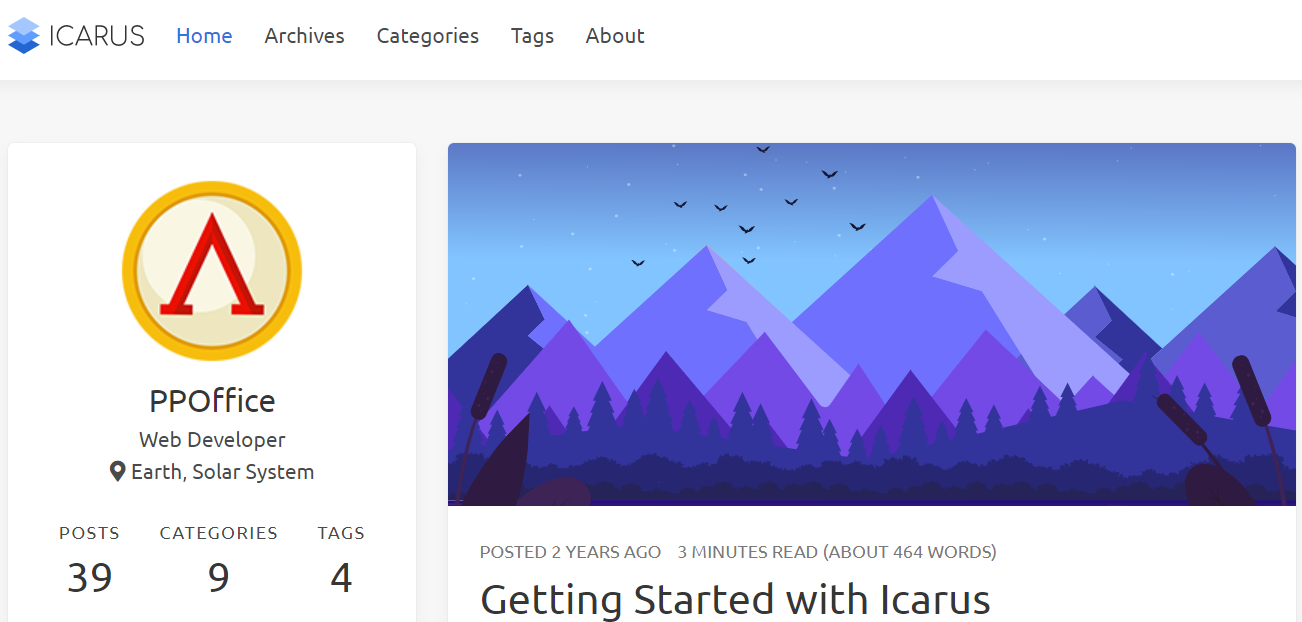 ICARUS Home Archives Categories Tags About
PPOffice
Web Developer
Earth, Solar System
POSTS CATEGORIES TAGS
39 9 4
POSTED 2 YEARS AGO 3 MINUTES READ (ABOUT 464 WORDS)
Getting Started with Icarus